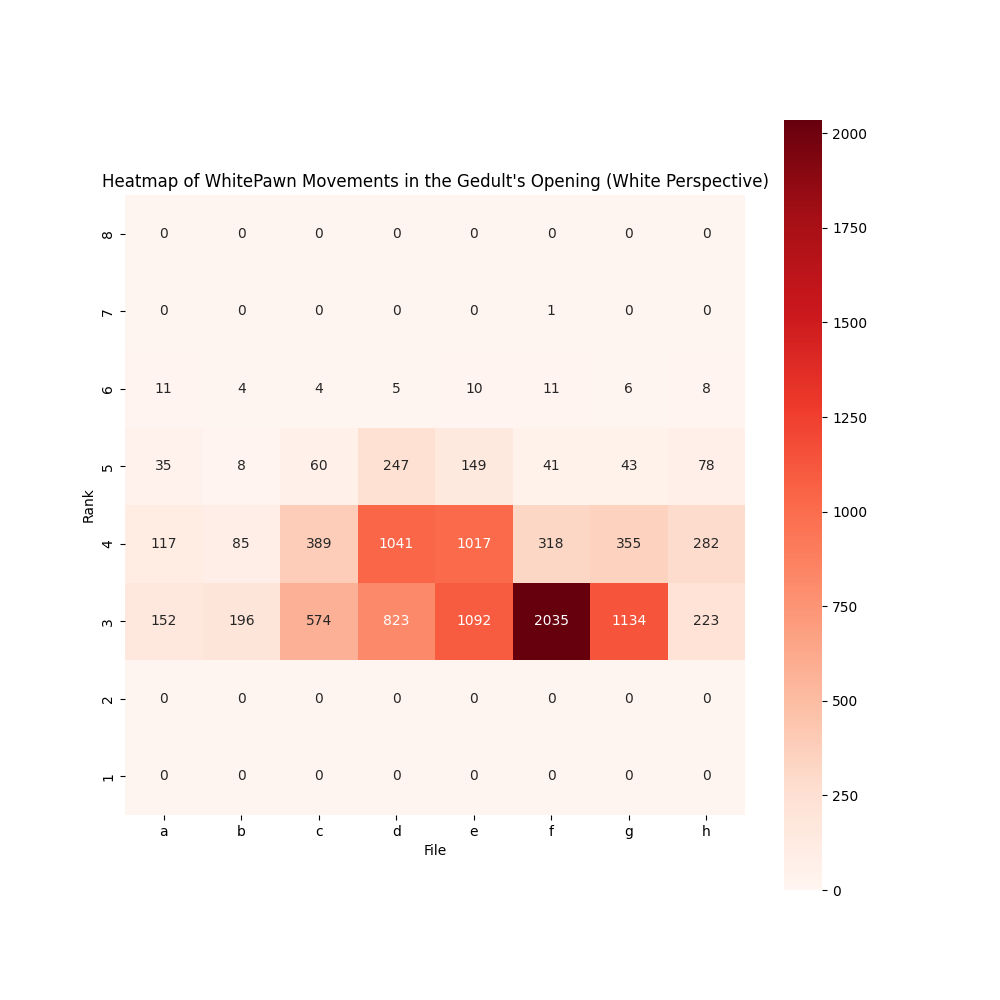 Heatmap of WhitePawn Movements in the Gedult's Opening (White Perspective)
8 0 0 0 0 0 0 0 0
7 0 0 0 0 0 1 0 0
6 11 4 4 5 10 11 6 8
5 35 8 60 247 149 41 43 78
4 117 85 389 1041 1017 318 355 282
3 152 196 574 823 1092 2035 1134 223
2 0 0 0 0 0 0 0 0
1 0 0 0 0 0 0 0 0
a b c d e f g h
File
Rank
2000
1750
1500
1250
1000
750
500
250
0